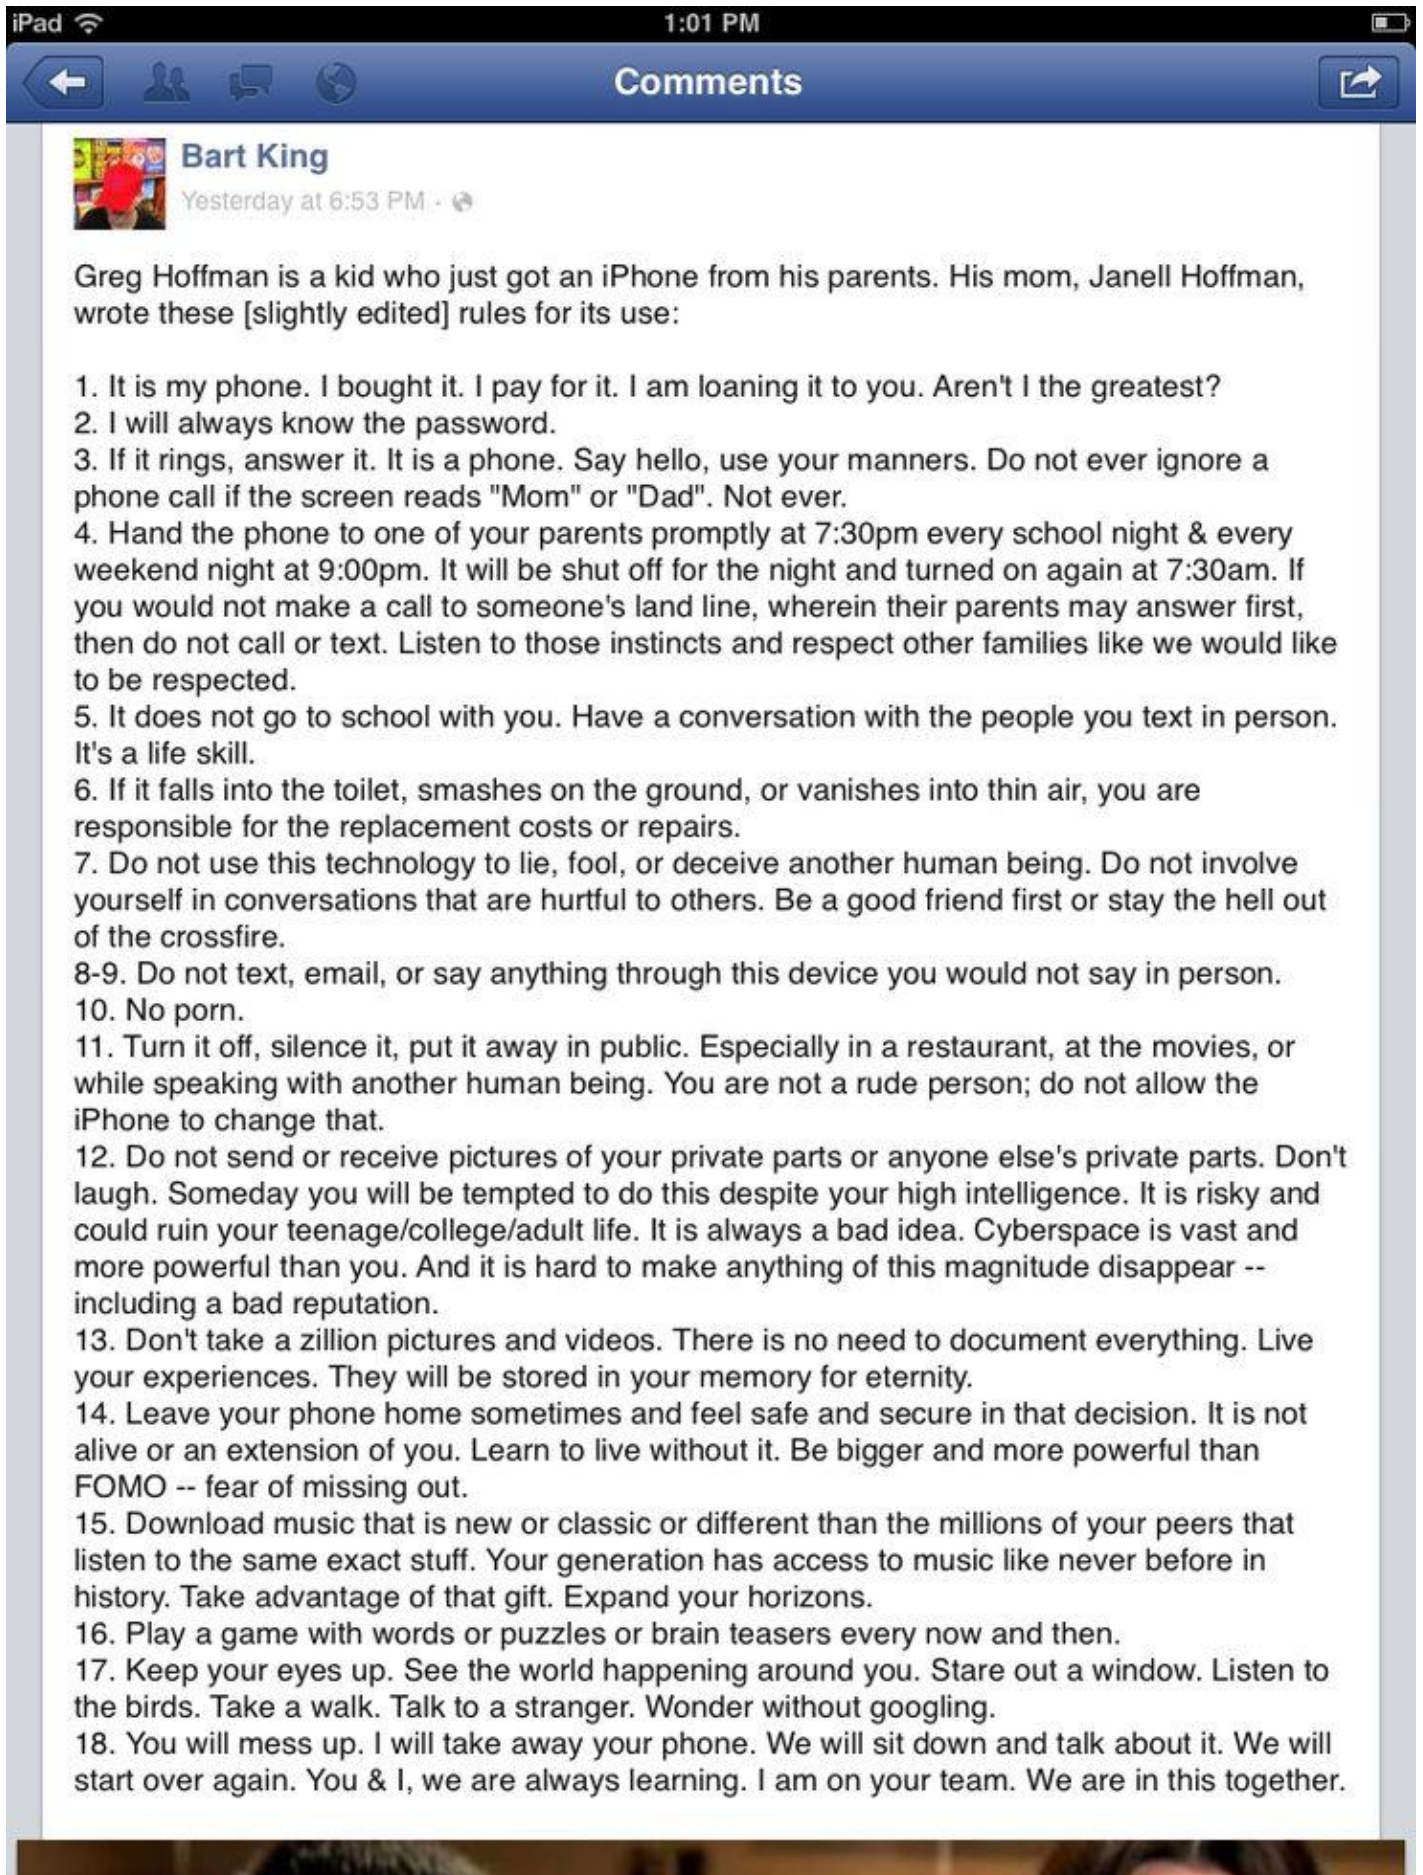 iPad
1:01 PM
Comments
Bart King
Yesterday at 6:53 PM ·
Greg Hoffman is a kid who just got an iPhone from his parents. His mom, Janell Hoffman,
wrote these [slightly edited] rules for its use:
1. It is my phone. I bought it. I pay for it. I am loaning it to you. Aren't I the greatest?
2. I will always know the password.
3. If it rings, answer it. It is a phone. Say hello, use your manners. Do not ever ignore a
phone call if the screen reads "Mom" or "Dad". Not ever.
4. Hand the phone to one of your parents promptly at 7:30pm every school night & every
weekend night at 9:00pm. It will be shut off for the night and turned on again at 7:30am. If
you would not make a call to someone's land line, wherein their parents may answer first,
then do not call or text. Listen to those instincts and respect other families like we would like
to be respected.
5. It does not go to school with you. Have a conversation with the people you text in person.
It's a life skill.
6. If it falls into the toilet, smashes on the ground, or vanishes into thin air, you are
responsible for the replacement costs or repairs.
7. Do not use this technology to lie, fool, or deceive another human being. Do not involve
yourself in conversations that are hurtful to others. Be a good friend first or stay the hell out
of the crossfire.
8-9. Do not text, email, or say anything through this device you would not say in person.
10. No porn.
11. Turn it off, silence it, put it away in public. Especially in a restaurant, at the movies, or
while speaking with another human being. You are not a rude person; do not allow the
iPhone to change that.
12. Do not send or receive pictures of your private parts or anyone else's private parts. Don't
laugh. Someday you will be tempted to do this despite your high intelligence. It is risky and
could ruin your teenage/college/adult life. It is always a bad idea. Cyberspace is vast and
more powerful than you. And it is hard to make anything of this magnitude disappear --
including a bad reputation.
13. Don't take a zillion pictures and videos. There is no need to document everything. Live
your experiences. They will be stored in your memory for eternity.
14. Leave your phone home sometimes and feel safe and secure in that decision. It is not
alive or an extension of you. Learn to live without it. Be bigger and more powerful than
FOMO -- fear of missing out.
15. Download music that is new or classic or different than the millions of your peers that
listen to the same exact stuff. Your generation has access to music like never before in
history. Take advantage of that gift. Expand your horizons.
16. Play a game with words or puzzles or brain teasers every now and then.
17. Keep your eyes up. See the world happening around you. Stare out a window. Listen to
the birds. Take a walk. Talk to a stranger. Wonder without googling.
18. You will mess up. I will take away your phone. We will sit down and talk about it. We will
start over again. You & I, we are always learning. I am on your team. We are in this together.